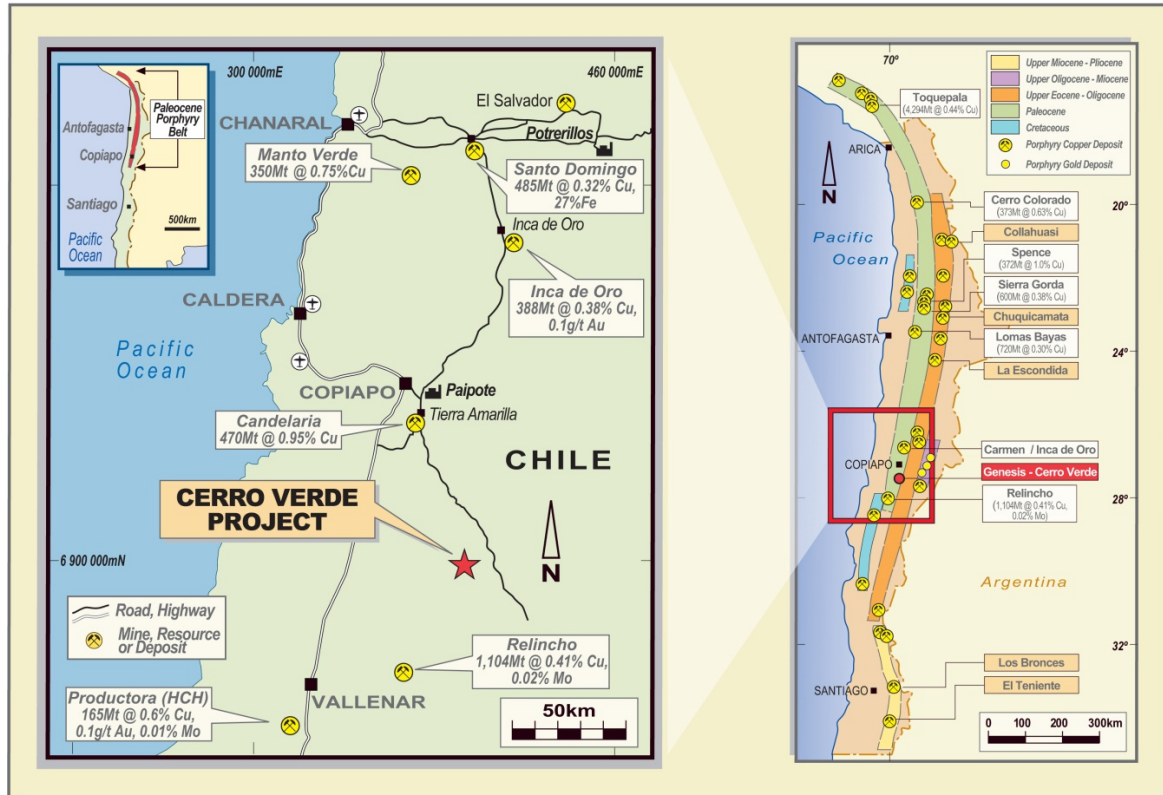 300 000mE
460 000mE
Paleocene
Porphyry
Belt
Antofagasta
Copiapo
Santiago
500km
Pacific
Ocean
El Salvador
CHANARAL
Potrerillos
Manto Verde
350Mt @ 0.75%Cu
Santo Domingo
485Mt @ 0.32% Cu,
27%Fe
Inca de Oro
Inca de Oro
388Mt @ 0.38% Cu,
0.1g/t Au
CALDERA
Pacific
Ocean
COPIAPO
Paipote
Tierra Amarilla
Candelaria
470Mt @ 0.95% Cu
CHILE
CERRO VERDE
PROJECT
N
6 900 000mN
Road, Highway
Mine, Resource
or Deposit
Relincho
1,104Mt @ 0.41% Cu,
0.02% Mo
Productora (HCH)
165Mt @ 0.6% Cu,
0.1g/t Au, 0.01% Mo
VALLENAR
50km
70º
Upper Miocene - Pliocene
Upper Oligocene - Miocene
Upper Eocene - Oligocene
Paleocene
Cretaceous
Porphyry Copper Deposit
Porphyry Gold Deposit
Toquepala
(4,294Mt @ 0.44% Cu)
ARICA
N
20º
Cerro Colorado
(373Mt @ 0.63% Cu)
Pacific
Ocean
Collahuasi
Spence
(372Mt @ 1.0% Cu)
Sierra Gorda
(600Mt @ 0.38% Cu)
Chuquicamata
ANTOFAGASTA
Lomas Bayas
(720Mt @ 0.30% Cu)
24º
La Escondida
Carmen / Inca de Oro
COPIAPO
Genesis - Cerro Verde
Relincho
(1,104Mt @ 0.41% Cu,
0.02% Mo)
28º
Argentina
32º
Los Bronces
SANTIAGO
El Teniente
0 100 200 300km